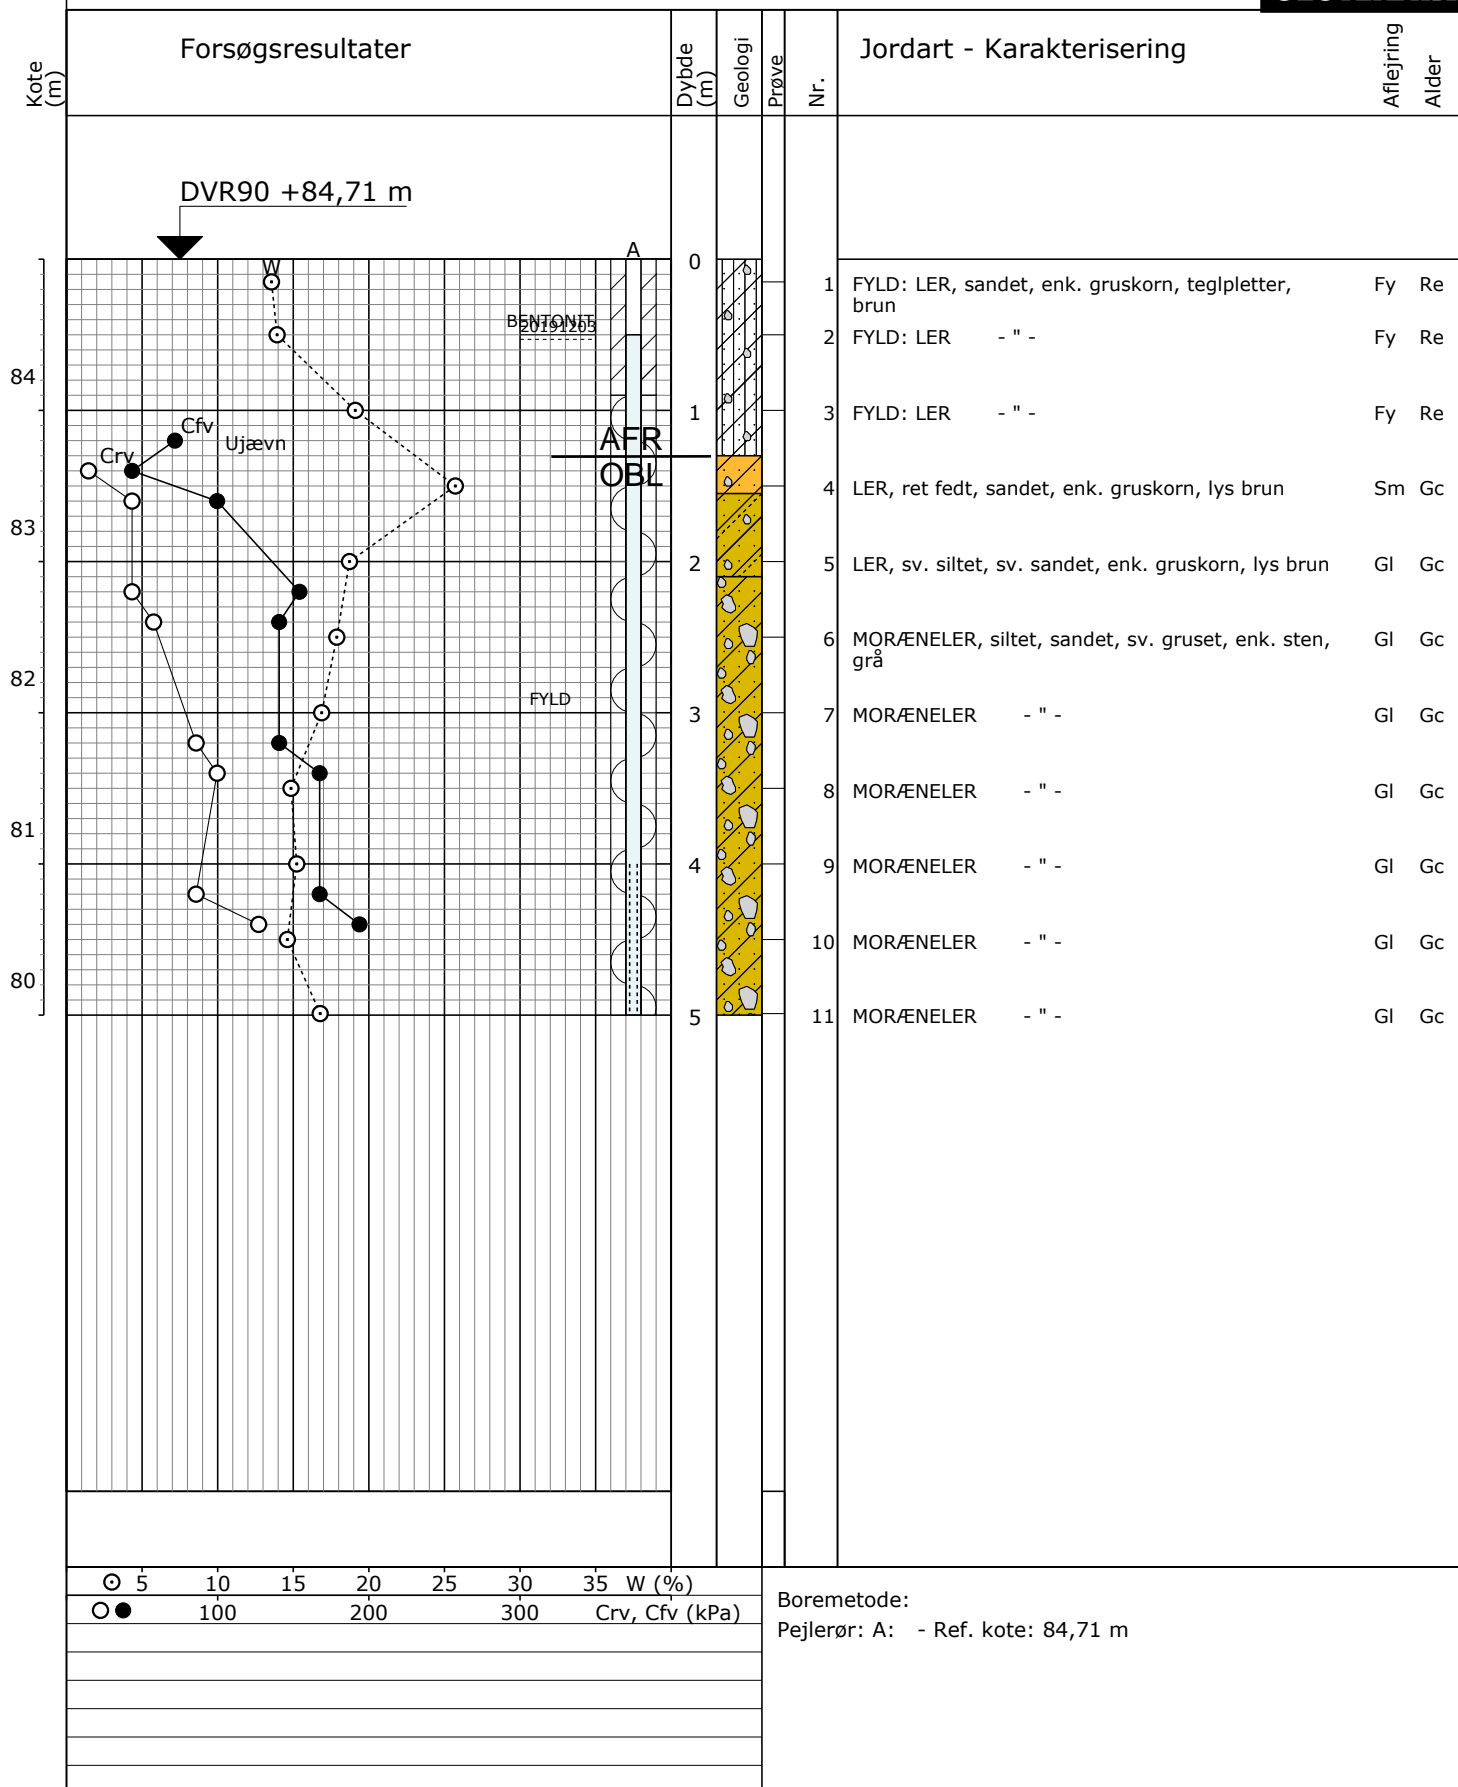 Forsøgsresultater
Kote
(m)
Dybde
(m)
Geologi
Prøve
Nr.
Jordart - Karakterisering
Aflejring
Alder
DVR90 +84,71 m
A
W
0
1 FYLD: LER, sandet, enk. gruskorn, teglpletter, Fy Re
brun
BENTONIT
20191203
2 FYLD: LER - " - Fy Re
84
1
3 FYLD: LER - " - Fy Re
Cfv
Ujævn
AFR
Crv
OBL
4 LER, ret fedt, sandet, enk. gruskorn, lys brun Sm Gc
83
2
5 LER, sv. siltet, sv. sandet, enk. gruskorn, lys brun Gl Gc
6 MORÆNELER, siltet, sandet, sv. gruset, enk. sten, Gl Gc
grå
82
FYLD
3
7 MORÆNELER - " - Gl Gc
8 MORÆNELER - " - Gl Gc
81
4
9 MORÆNELER - " - Gl Gc
10 MORÆNELER - " - Gl Gc
80
5
11 MORÆNELER - " - Gl Gc
5 10 15 20 25 30 35 W (%)
100 200 300 Crv, Cfv (kPa)
Boremetode:
Pejlerør: A: - Ref. kote: 84,71 m